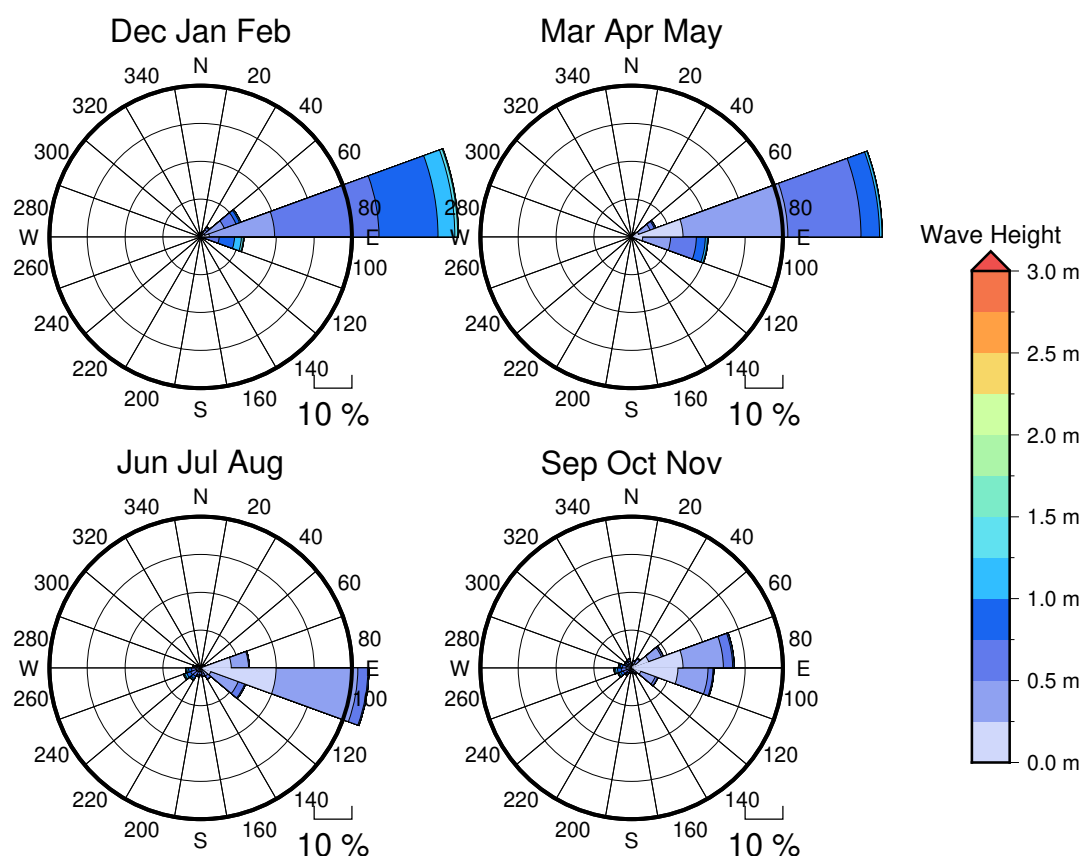 Dec Jan Feb
Mar Apr May
N
20
40
60
80
E
100
120
140
160
S
200
220
240
260
W
280
300
320
340
10 %
N
20
40
60
80
E
100
120
140
160
S
200
220
240
260
W
280
300
320
340
10 %
Jun Jul Aug
Sep Oct Nov
N
20
40
60
80
E
100
120
140
160
S
200
220
240
260
W
280
300
320
340
10 %
N
20
40
60
80
E
100
120
140
160
S
200
220
240
260
W
280
300
320
340
10 %
Wave Height
3.0 m
2.5 m
2.0 m
1.5 m
1.0 m
0.5 m
0.0 m